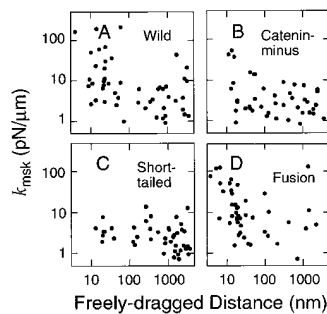 A
Wild
B
Catenin-
minus
100
10
1
C
Short-
tailed
D
Fusion
100
10
1
10 100 1000
10 100 1000
k_msk (pN/μm)
Freely-dragged Distance (nm)